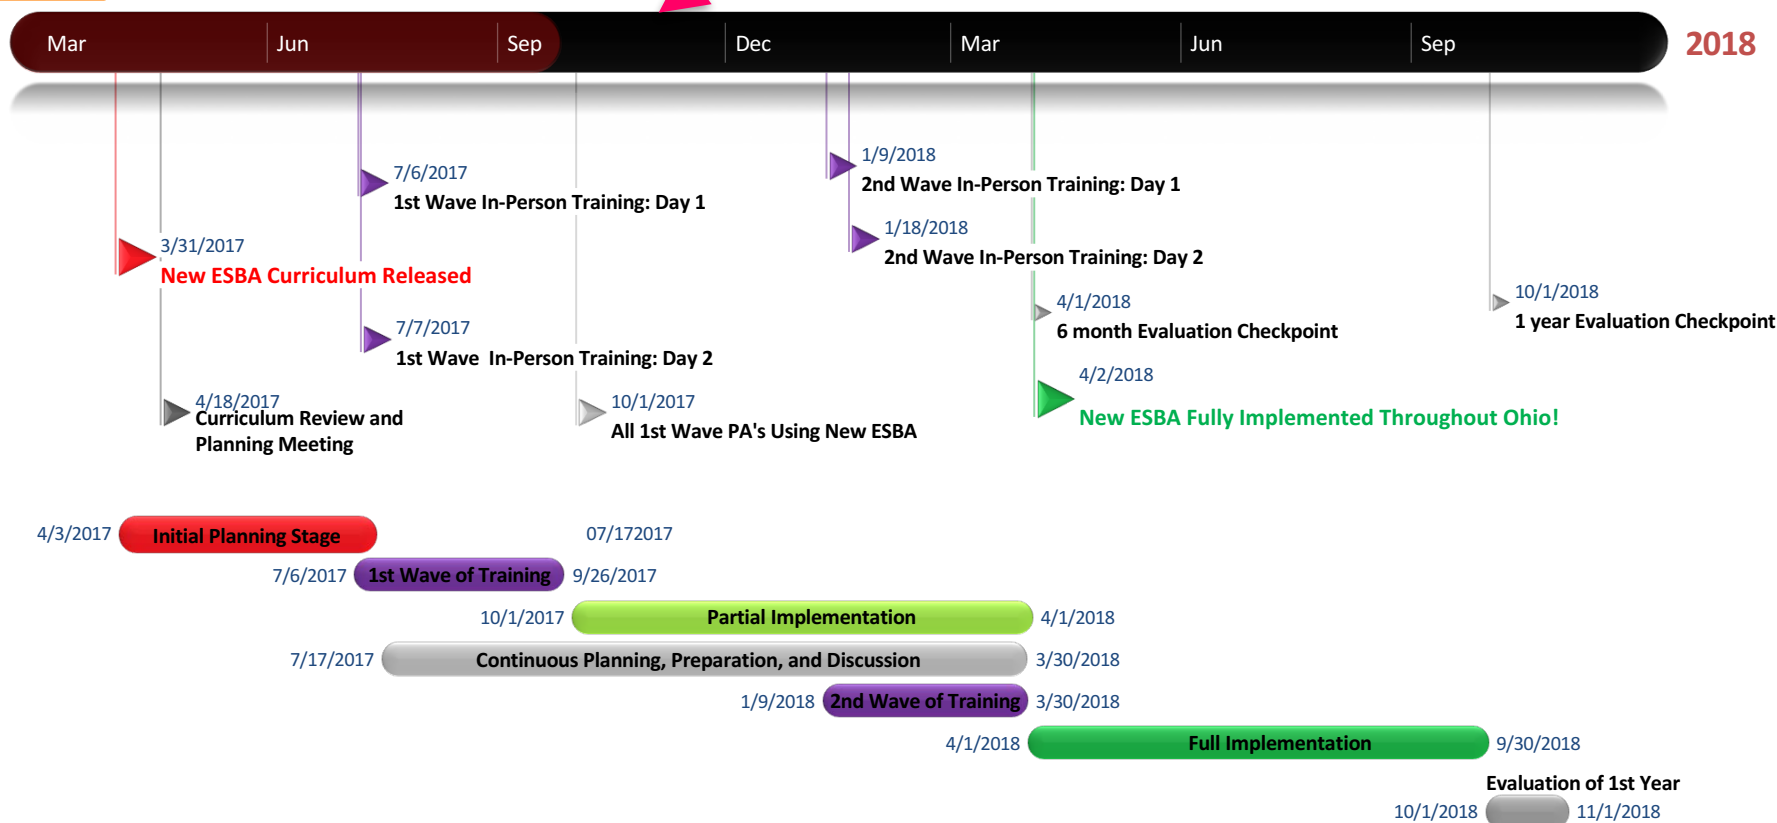 Mar Jun Sep Dec Mar Jun Sep 2018
7/6/2017
1st Wave In-Person Training: Day 1
1/9/2018
2nd Wave In-Person Training: Day 1
3/31/2017
New ESBA Curriculum Released
1/18/2018
2nd Wave In-Person Training: Day 2
7/7/2017
1st Wave  In-Person Training: Day 2
4/1/2018
6 month Evaluation Checkpoint
10/1/2018
1 year Evaluation Checkpoint
4/18/2017
Curriculum Review and
Planning Meeting
10/1/2017
All 1st Wave PA's Using New ESBA
4/2/2018
New ESBA Fully Implemented Throughout Ohio!
4/3/2017 Initial Planning Stage 07/172017
7/6/2017 1st Wave of Training 9/26/2017
10/1/2017 Partial Implementation 4/1/2018
7/17/2017 Continuous Planning, Preparation, and Discussion 3/30/2018
1/9/2018 2nd Wave of Training 3/30/2018
4/1/2018 Full Implementation 9/30/2018
Evaluation of 1st Year
10/1/2018 11/1/2018